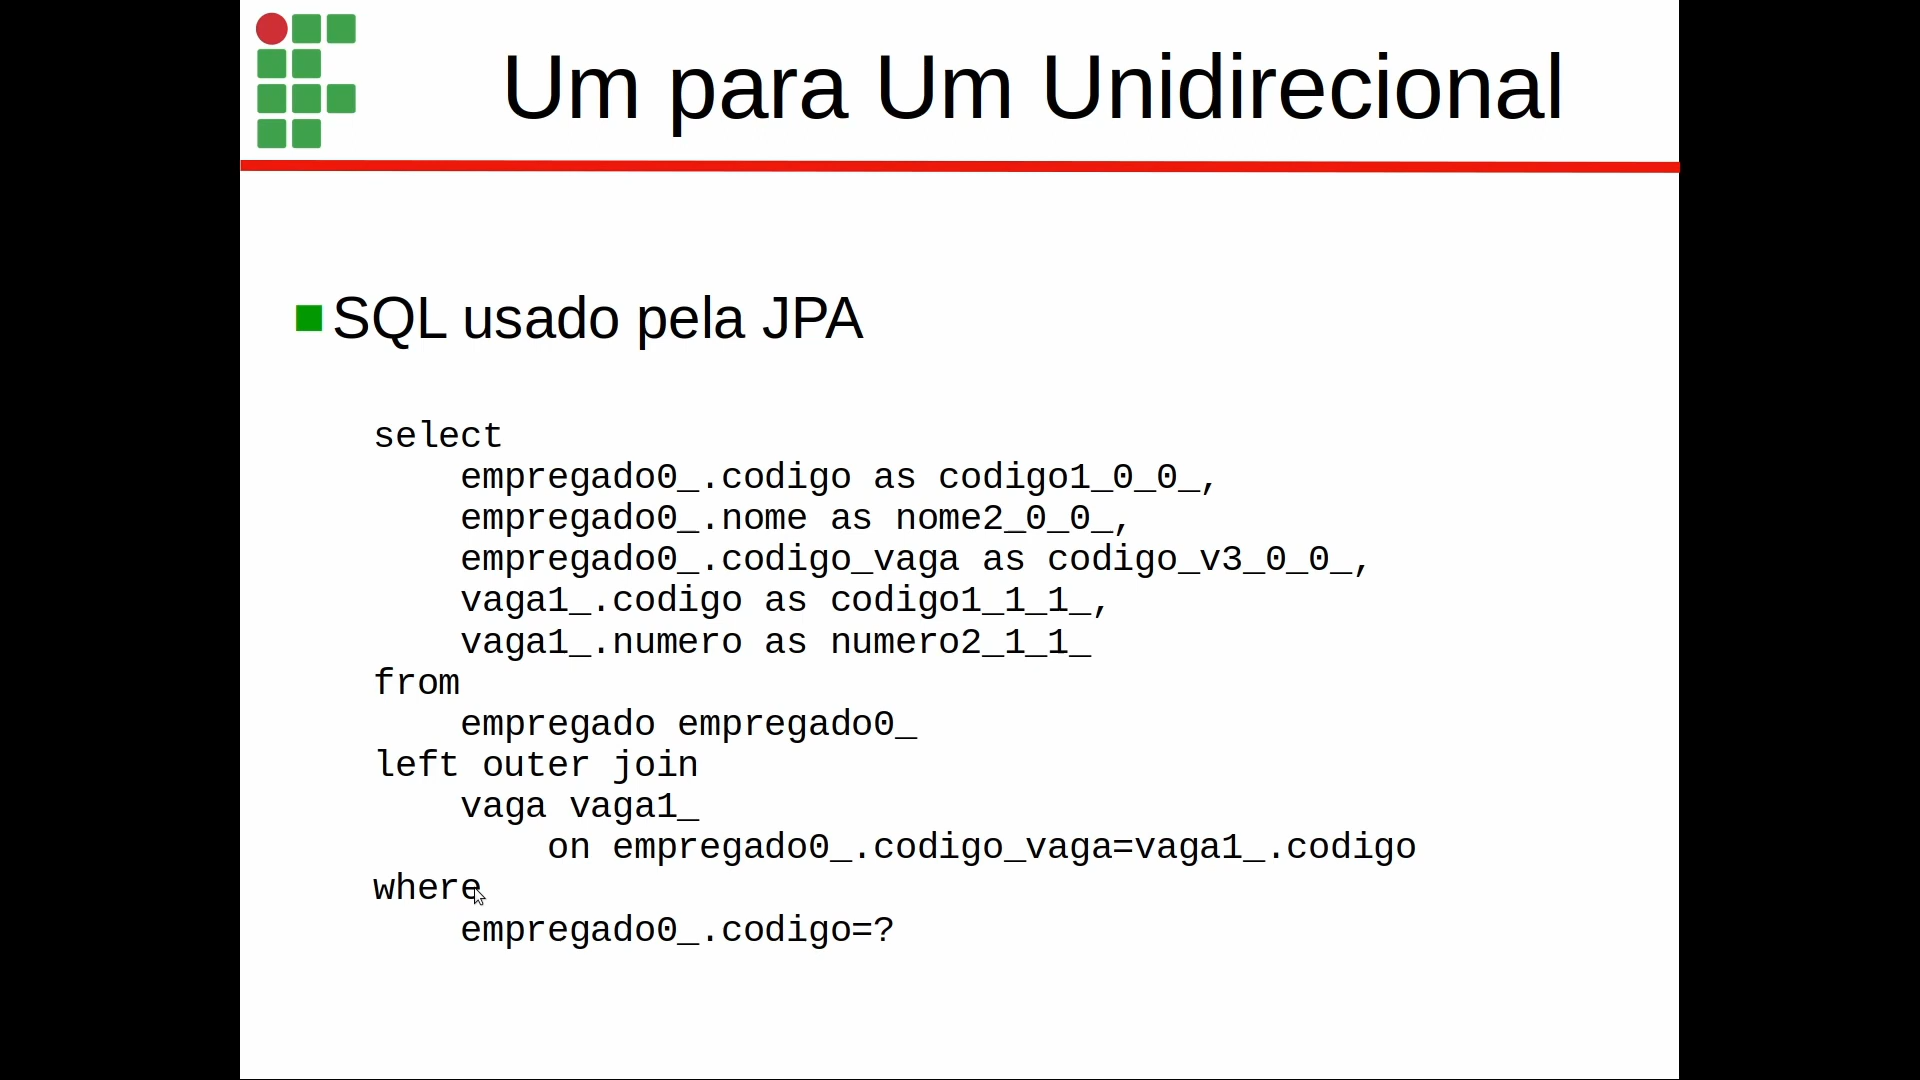 Um para Um Unidirecional
SQL usado pela JPA
select
empregado0_.codigo as codigo1_0_0_,
empregado0_.nome as nome2_0_0_,
empregado0_.codigo_vaga as codigo_v3_0_0_,
vaga1_.codigo as codigo1_1_1_,
vaga1_.numero as numero2_1_1_
from
empregado empregado0_
left outer join
vaga vaga1_
on empregado0_.codigo_vaga=vaga1_.codigo
where
empregado0_.codigo=?